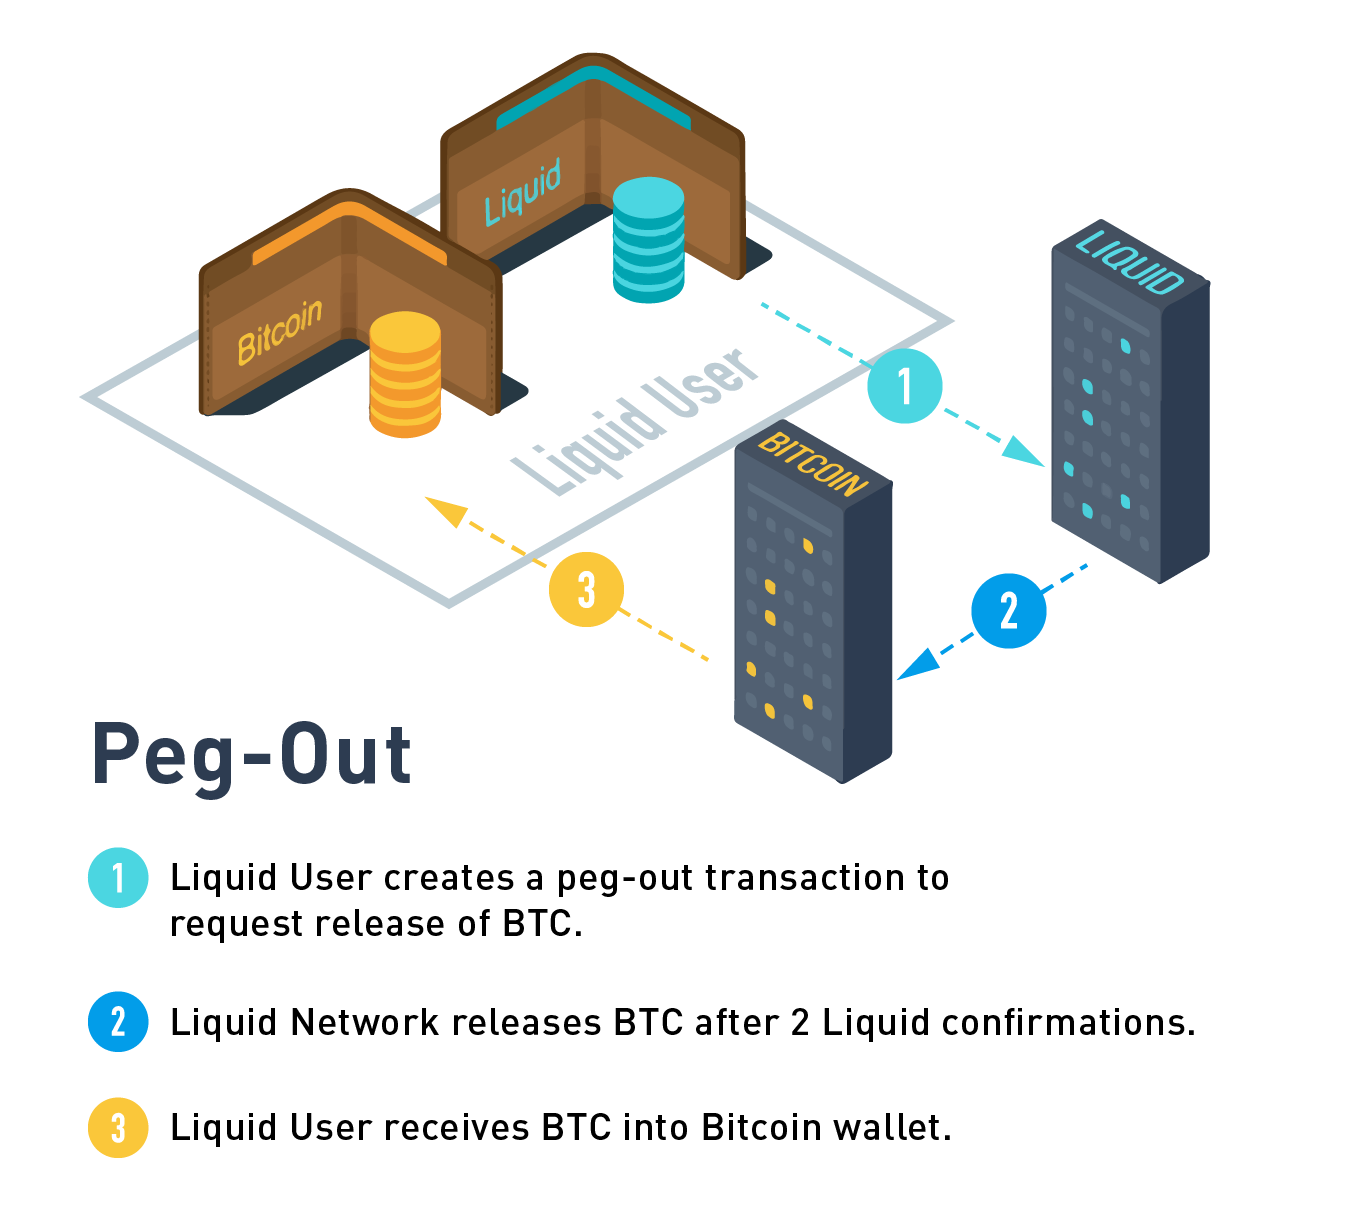 Liquid
Bitcoin
Liquid User
LIQUID
BITCOIN
1
2
3
Peg-Out
1 Liquid User creates a peg-out transaction to
request release of BTC.
2 Liquid Network releases BTC after 2 Liquid confirmations.
3 Liquid User receives BTC into Bitcoin wallet.